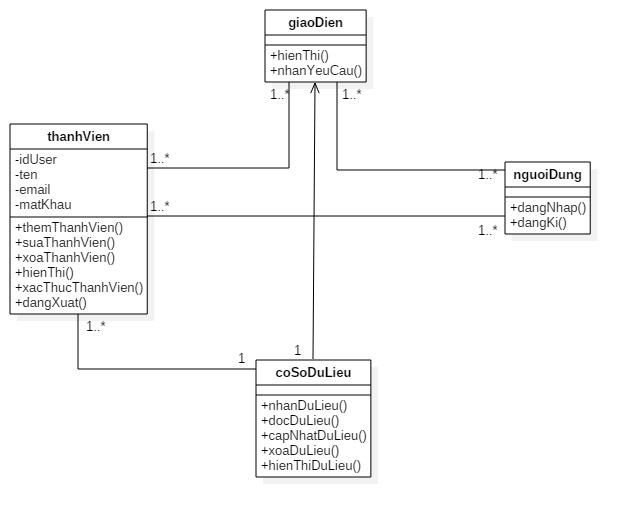 giaoDien
+hienThi()
+nhanYeuCau()
1..*
1..*
thanhVien
-idUser
-ten
-email
-matKhau
+themThanhVien()
+suaThanhVien()
+xoaThanhVien()
+hienThi()
+xacThucThanhVien()
+dangXuat()
1..*
1..*
1..*
1..*
nguoiDung
+dangNhap()
+dangKi()
1..*
1
1
coSoDuLieu
+nhanDuLieu()
+docDuLieu()
+capNhatDuLieu()
+xoaDuLieu()
+hienThiDuLieu()